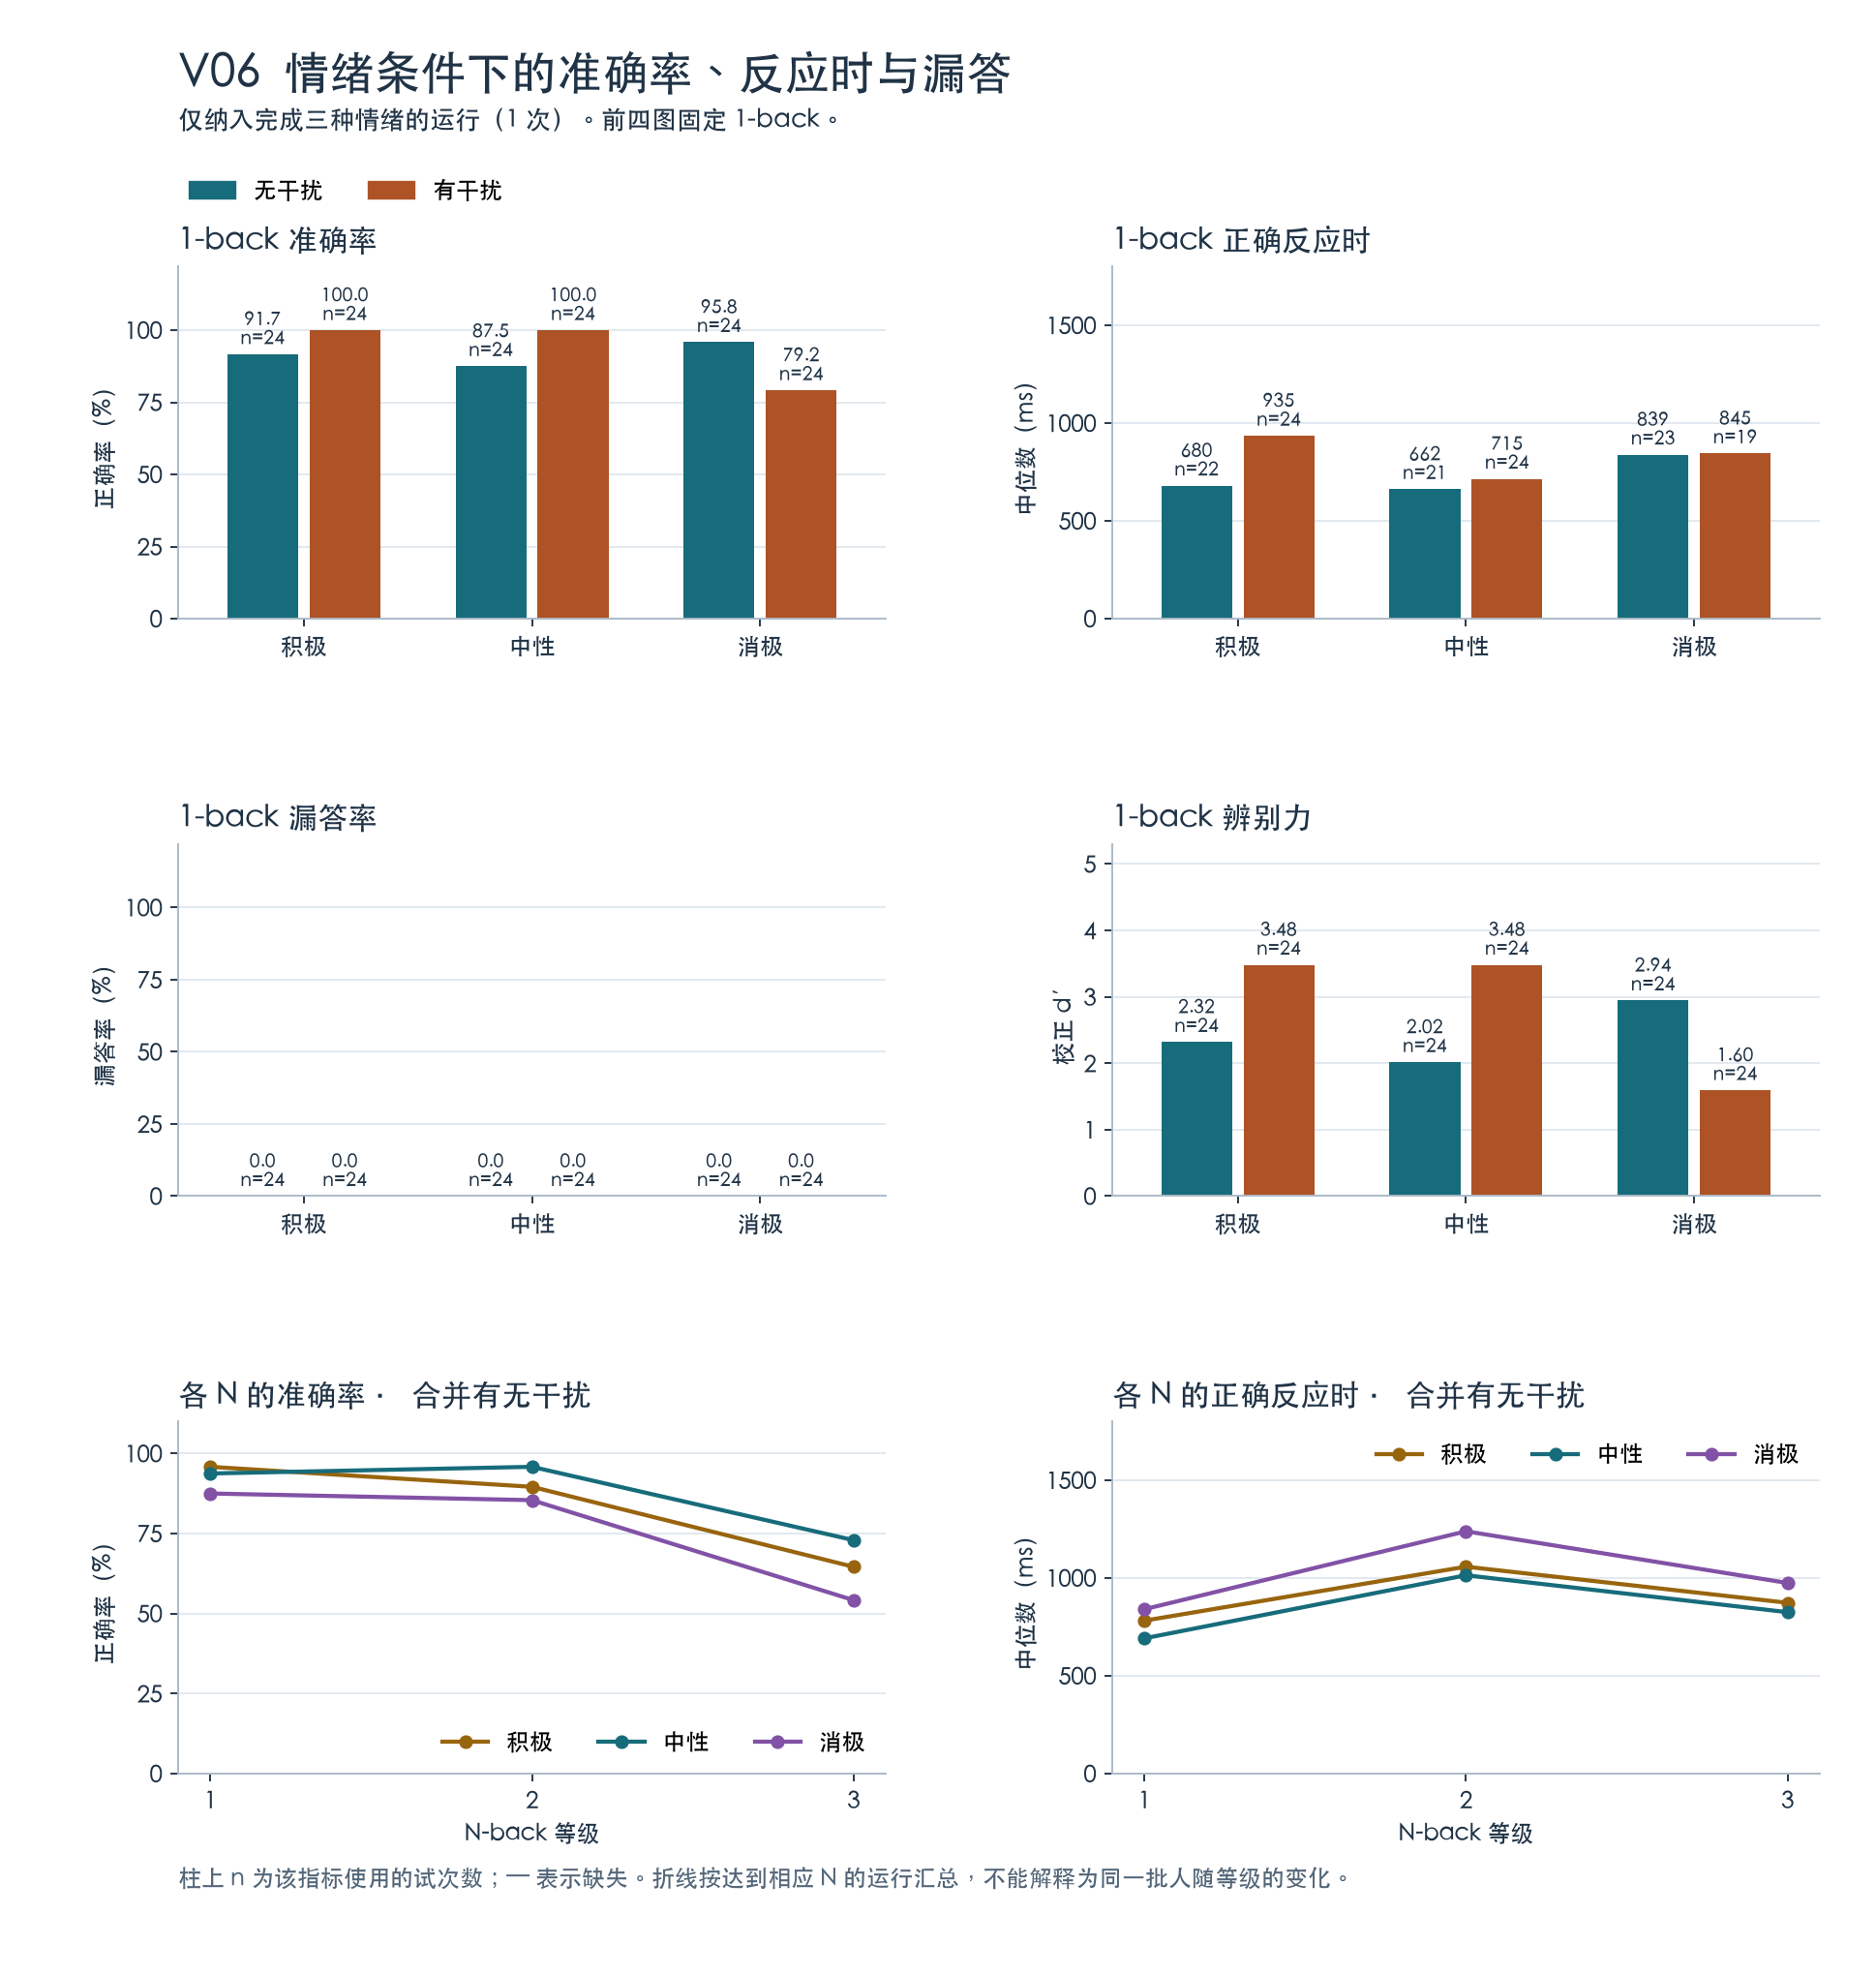 V06 情绪条件下的准确率、反应时与漏答
仅纳入完成三种情绪的运行（1 次）。前四图固定 1-back。
无干扰 有干扰
1-back 准确率
正确率（%）
100
75
50
25
0
91.7
n=24
100.0
n=24
87.5
n=24
100.0
n=24
95.8
n=24
79.2
n=24
积极 中性 消极
1-back 正确反应时
中位数（ms）
1500
1000
500
0
680
n=22
935
n=24
662
n=21
715
n=24
839
n=23
845
n=19
积极 中性 消极
1-back 漏答率
漏答率（%）
100
75
50
25
0
0.0
n=24
0.0
n=24
0.0
n=24
0.0
n=24
0.0
n=24
0.0
n=24
积极 中性 消极
1-back 辨别力
校正 d′
5
4
3
2
1
0
2.32
n=24
3.48
n=24
2.02
n=24
3.48
n=24
2.94
n=24
1.60
n=24
积极 中性 消极
各 N 的准确率 · 合并有无干扰
正确率（%）
100
75
50
25
0
积极 中性 消极
1 2 3
N-back 等级
各 N 的正确反应时 · 合并有无干扰
中位数（ms）
积极 中性 消极
1500
1000
500
0
1 2 3
N-back 等级
柱上 n 为该指标使用的试次数；— 表示缺失。折线按达到相应 N 的运行汇总，不能解释为同一批人随等级的变化。